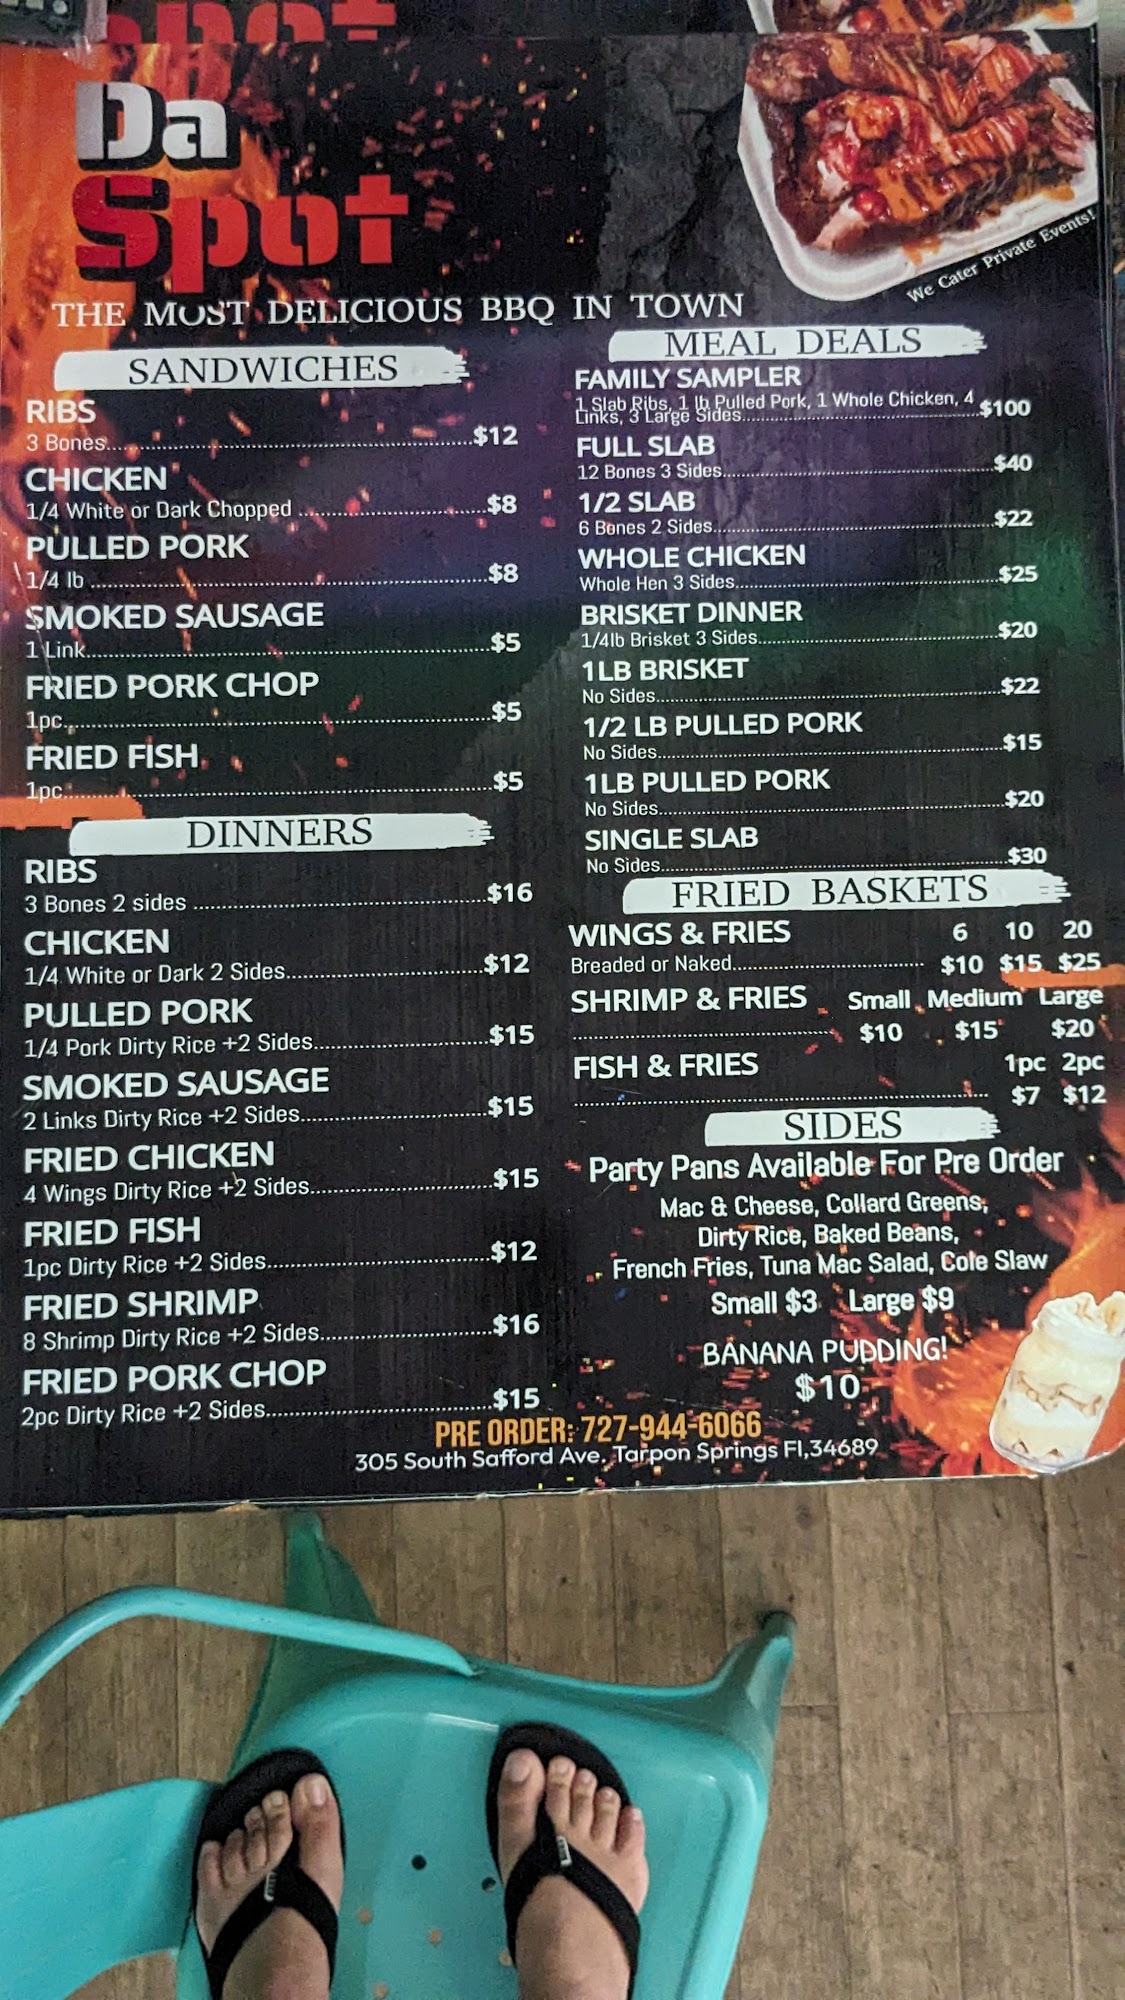 Spot
Da
Spot
We Cater Private Events!
THE MOST DELICIOUS BBQ IN TOWN
SANDWICHES
RIBS
3 Bones..........$12
CHICKEN
1/4 White or Dark Chopped ..........$8
PULLED PORK
1/4 lb ..........$8
SMOKED SAUSAGE
1 Link..........$5
FRIED PORK CHOP
1pc..........$5
FRIED FISH
1pc..........$5
DINNERS
RIBS
3 Bones 2 sides ..........$16
CHICKEN
1/4 White or Dark 2 Sides..........$12
PULLED PORK
1/4 Pork Dirty Rice +2 Sides..........$15
SMOKED SAUSAGE
2 Links Dirty Rice +2 Sides..........$15
FRIED CHICKEN
4 Wings Dirty Rice +2 Sides..........$15
FRIED FISH
1pc Dirty Rice +2 Sides..........$12
FRIED SHRIMP
8 Shrimp Dirty Rice +2 Sides..........$16
FRIED PORK CHOP
2pc Dirty Rice +2 Sides..........$15
MEAL DEALS
FAMILY SAMPLER
1 Slab Ribs, 1 lb Pulled Pork, 1 Whole Chicken, 4
Links, 3 Large Sides..........$100
FULL SLAB
12 Bones 3 Sides..........$40
1/2 SLAB
6 Bones 2 Sides..........$22
WHOLE CHICKEN
Whole Hen 3 Sides..........$25
BRISKET DINNER
1/4lb Brisket 3 Sides..........$20
1LB BRISKET
No Sides..........$22
1/2 LB PULLED PORK
No Sides..........$15
1LB PULLED PORK
No Sides..........$20
SINGLE SLAB
No Sides..........$30
FRIED BASKETS
WINGS & FRIES 6 10 20
Breaded or Naked.......... $10 $15 $25
SHRIMP & FRIES Small Medium Large
.......... $10 $15 $20
FISH & FRIES 1pc 2pc
.......... $7 $12
SIDES
Party Pans Available For Pre Order
Mac & Cheese, Collard Greens,
Dirty Rice, Baked Beans,
French Fries, Tuna Mac Salad, Cole Slaw
Small $3 Large $9
BANANA PUDDING!
$10
PRE ORDER: 727-944-6066
305 South Safford Ave, Tarpon Springs Fl,34689